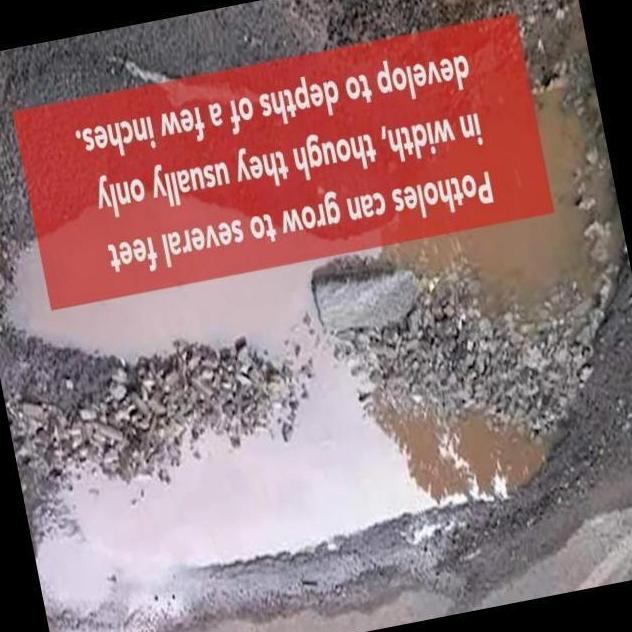 Potholes can grow to several feet
in width, though they usually only
develop to depths of a few inches.